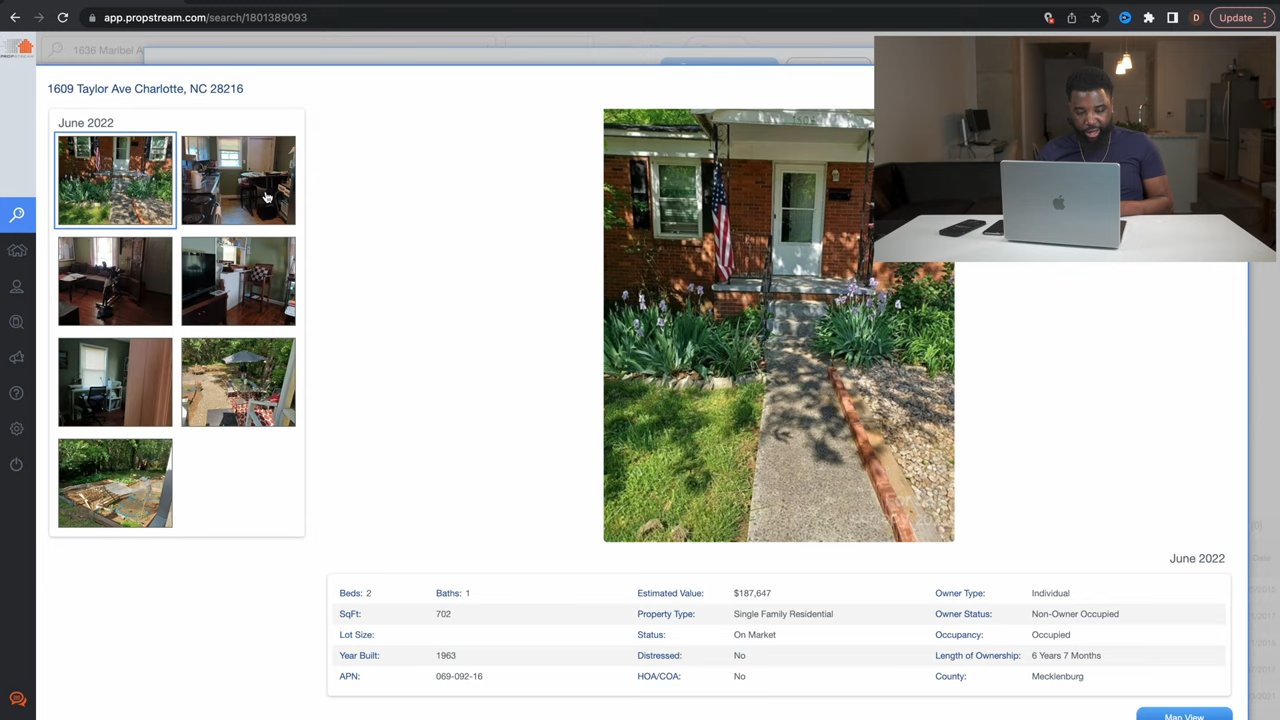 app.propstream.com/search/1801389093
D
Update
PROPSTREAM
1636 Maribel A
1609 Taylor Ave Charlotte, NC 28216
June 2022
June 2022
Beds: 2 Baths: 1 Estimated Value: $187,647 Owner Type: Individual
SqFt: 702 Property Type: Single Family Residential Owner Status: Non-Owner Occupied
Lot Size: Status: On Market Occupancy: Occupied
Year Built: 1963 Distressed: No Length of Ownership: 6 Years 7 Months
APN: 069-092-16 HOA/COA: No County: Mecklenburg
Map View